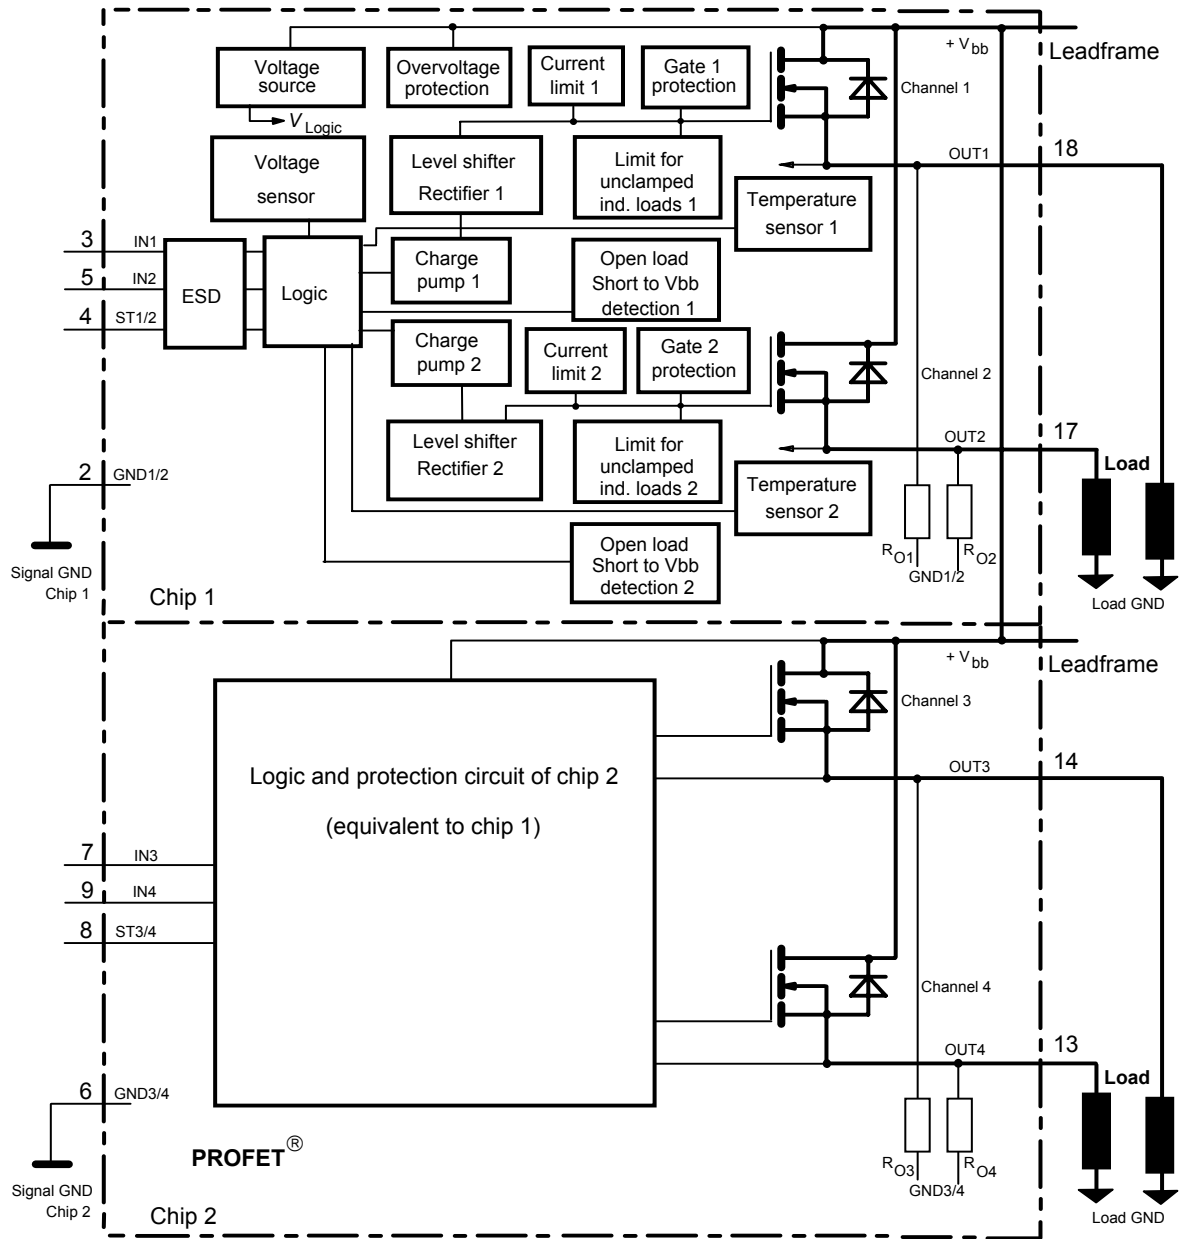 + Vbb
Leadframe
Voltage
source
Overvoltage
protection
Current
limit 1
Gate 1
protection
Channel 1
V Logic
Voltage
sensor
Level shifter
Rectifier 1
Limit for
unclamped
ind. loads 1
OUT1
18
Temperature
sensor 1
3
IN1
5
IN2
4
ST1/2
ESD
Logic
Charge
pump 1
Open load
Short to Vbb
detection 1
Charge
pump 2
Current
limit 2
Gate 2
protection
Channel 2
Level shifter
Rectifier 2
Limit for
unclamped
ind. loads 2
OUT2
17
Load
2
GND1/2
Temperature
sensor 2
Signal GND
Chip 1
Open load
Short to Vbb
detection 2
RO1
RO2
GND1/2
Load GND
Chip 1
+ Vbb
Leadframe
Channel 3
Logic and protection circuit of chip 2
(equivalent to chip 1)
OUT3
14
7
IN3
9
IN4
8
ST3/4
Channel 4
OUT4
13
Load
6
GND3/4
PROFET®
RO3
RO4
GND3/4
Signal GND
Chip 2
Load GND
Chip 2